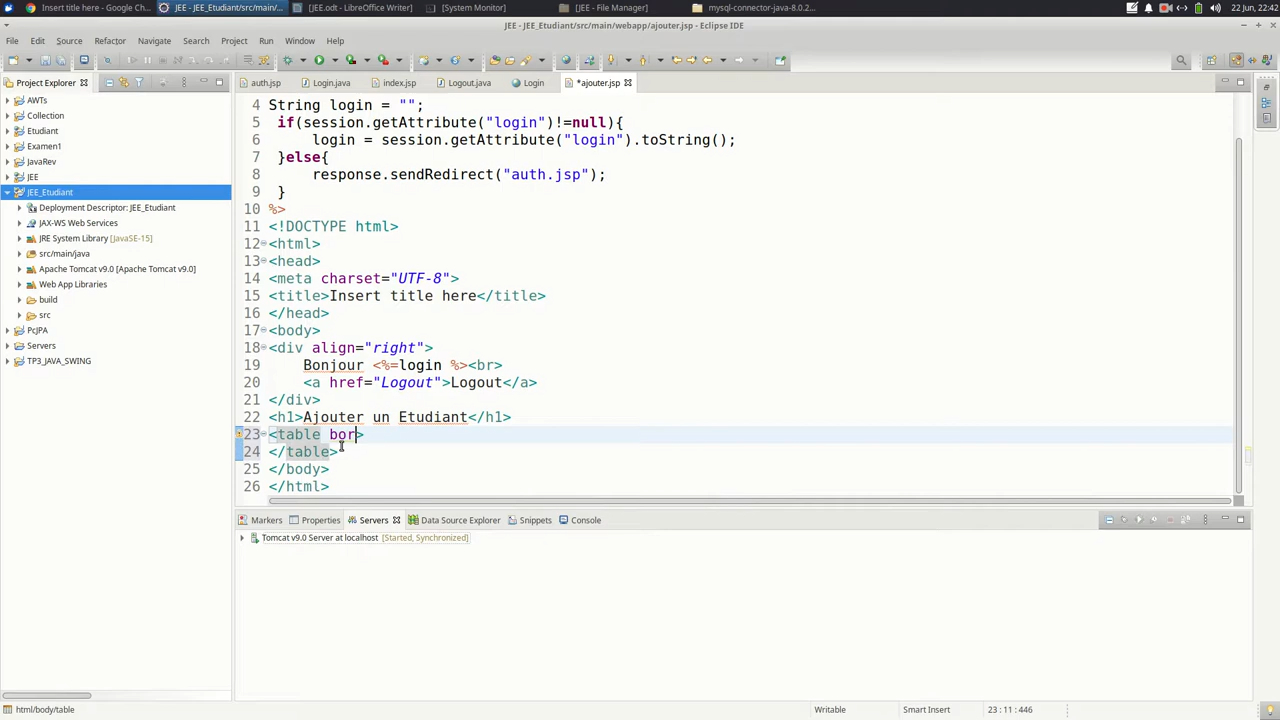 Insert title here - Google Ch...
JEE - JEE_Etudiant/src/main/...
[JEE.odt - LibreOffice Writer]
[System Monitor]
[JEE - File Manager]
mysql-connector-java-8.0.2...
22 Jun, 22:42
JEE - JEE_Etudiant/src/main/webapp/ajouter.jsp - Eclipse IDE
File Edit Source Refactor Navigate Search Project Run Window Help
Project Explorer
auth.jsp
Login.java
index.jsp
Logout.java
Login
*ajouter.jsp
AWTs
Collection
Etudiant
Examen1
JavaRev
JEE
JEE_Etudiant
Deployment Descriptor: JEE_Etudiant
JAX-WS Web Services
JRE System Library [JavaSE-15]
src/main/java
Apache Tomcat v9.0 [Apache Tomcat v9.0]
Web App Libraries
build
src
PcJPA
Servers
TP3_JAVA_SWING
4 String login = "";
5 if(session.getAttribute("login")!=null){
6 login = session.getAttribute("login").toString();
7 }else{
8 response.sendRedirect("auth.jsp");
9 }
10 %>
11 <!DOCTYPE html>
12 <html>
13 <head>
14 <meta charset="UTF-8">
15 <title>Insert title here</title>
16 </head>
17 <body>
18 <div align="right">
19 Bonjour <%=login %><br>
20 <a href="Logout">Logout</a>
21 </div>
22 <h1>Ajouter un Etudiant</h1>
23 <table bor>
24 </table>
25 </body>
26 </html>
Markers
Properties
Servers
Data Source Explorer
Snippets
Console
Tomcat v9.0 Server at localhost [Started, Synchronized]
html/body/table
Writable
Smart Insert
23 : 11 : 446